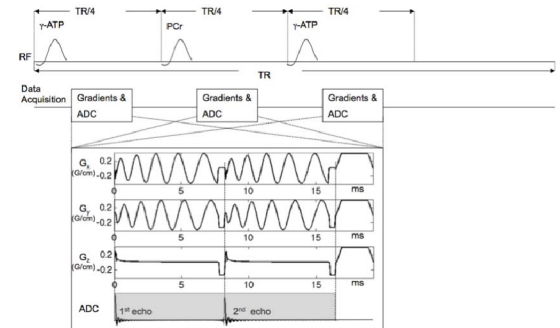 TR/4 TR/4 TR/4
γ-ATP PCr γ-ATP
RF
TR
Data
Acquisition
Gradients &
ADC
Gradients &
ADC
Gradients &
ADC
Gx
(G/cm)
0.2
-0.2
0 5 10 15 ms
Gy
(G/cm)
0.2
-0.2
0 5 10 15 ms
Gz
(G/cm)
0.2
-0.2
0 5 10 15 ms
ADC
1st echo 2nd echo